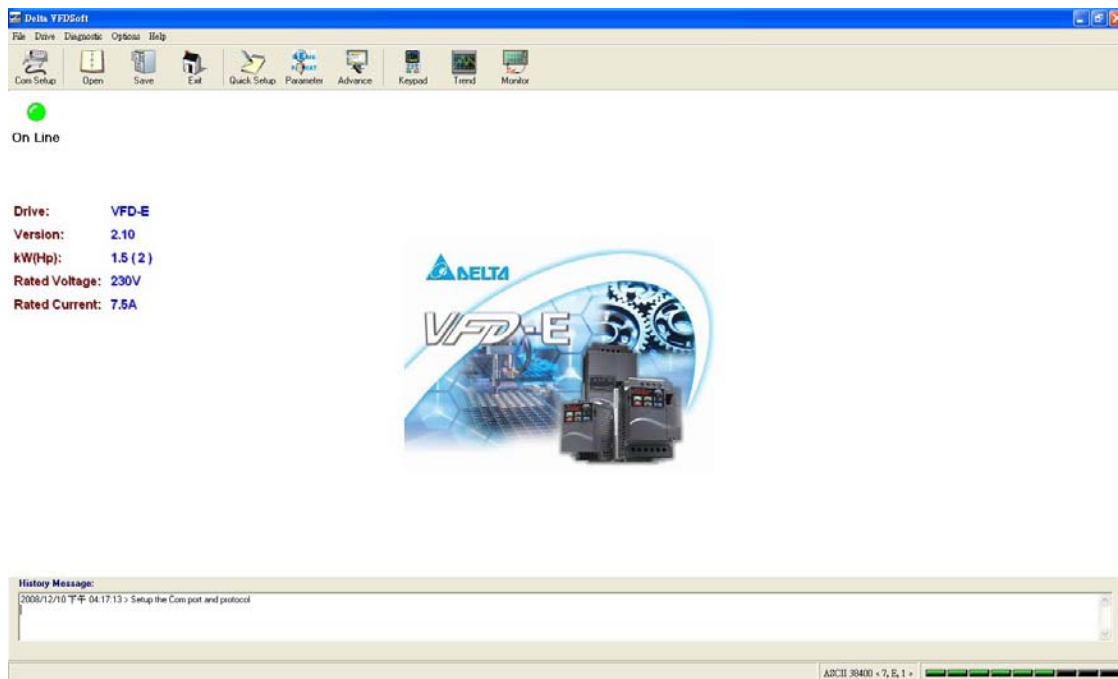 Delta VFDSoft
File Drive Diagnostic Options Help
Com Setup Open Save Exit Quick Setup Parameter Advance Keypad Trend Monitor
On Line
Drive: VFD-E
Version: 2.10
kW(Hp): 1.5 ( 2 )
Rated Voltage: 230V
Rated Current: 7.5A
DELTA
VFD-E
History Message:
2008/12/10 下午 04:17:13 > Setup the Com port and protocol
ASCII 38400 < 7, E, 1 >